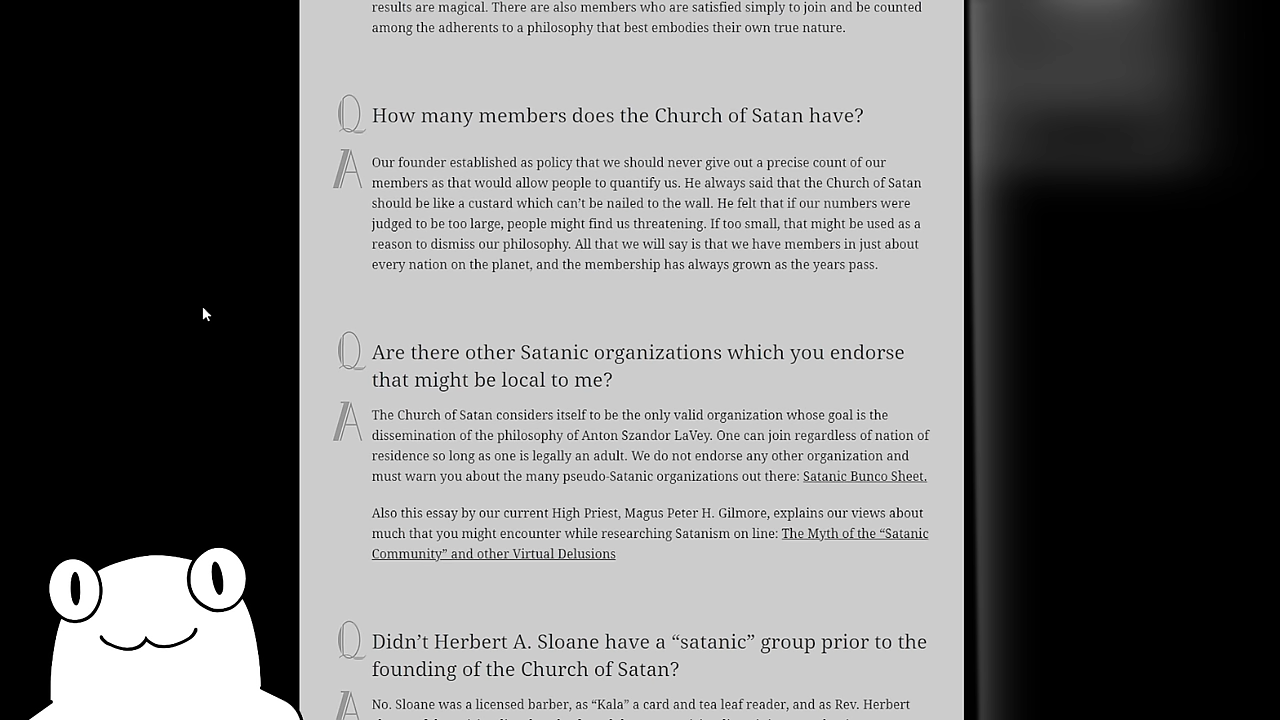 results are magical. There are also members who are satisfied simply to join and be counted
among the adherents to a philosophy that best embodies their own true nature.
Q How many members does the Church of Satan have?
A Our founder established as policy that we should never give out a precise count of our
members as that would allow people to quantify us. He always said that the Church of Satan
should be like a custard which can’t be nailed to the wall. He felt that if our numbers were
judged to be too large, people might find us threatening. If too small, that might be used as a
reason to dismiss our philosophy. All that we will say is that we have members in just about
every nation on the planet, and the membership has always grown as the years pass.
Q Are there other Satanic organizations which you endorse
that might be local to me?
A The Church of Satan considers itself to be the only valid organization whose goal is the
dissemination of the philosophy of Anton Szandor LaVey. One can join regardless of nation of
residence so long as one is legally an adult. We do not endorse any other organization and
must warn you about the many pseudo-Satanic organizations out there: Satanic Bunco Sheet.
Also this essay by our current High Priest, Magus Peter H. Gilmore, explains our views about
much that you might encounter while researching Satanism on line: The Myth of the “Satanic
Community” and other Virtual Delusions
Q Didn’t Herbert A. Sloane have a “satanic” group prior to the
founding of the Church of Satan?
A No. Sloane was a licensed barber, as “Kala” a card and tea leaf reader, and as Rev. Herbert